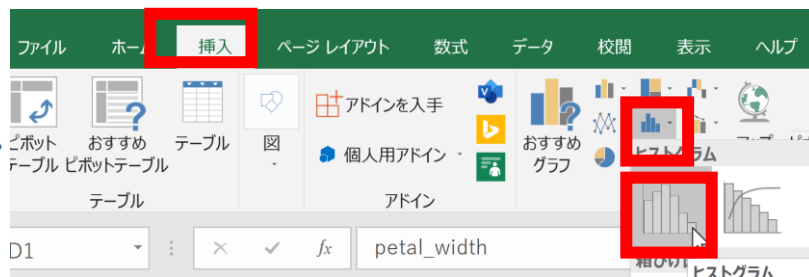 ファイル ホーム 挿入 ページ レイアウト 数式 データ 校閲 表示 ヘルプ
ピボット
テーブル
おすすめ
ピボットテーブル
テーブル
図
アドインを入手
個人用アドイン
おすすめ
グラフ
テーブル
アドイン
ヒストグラム
D1
fx
petal_width
ヒストグラム